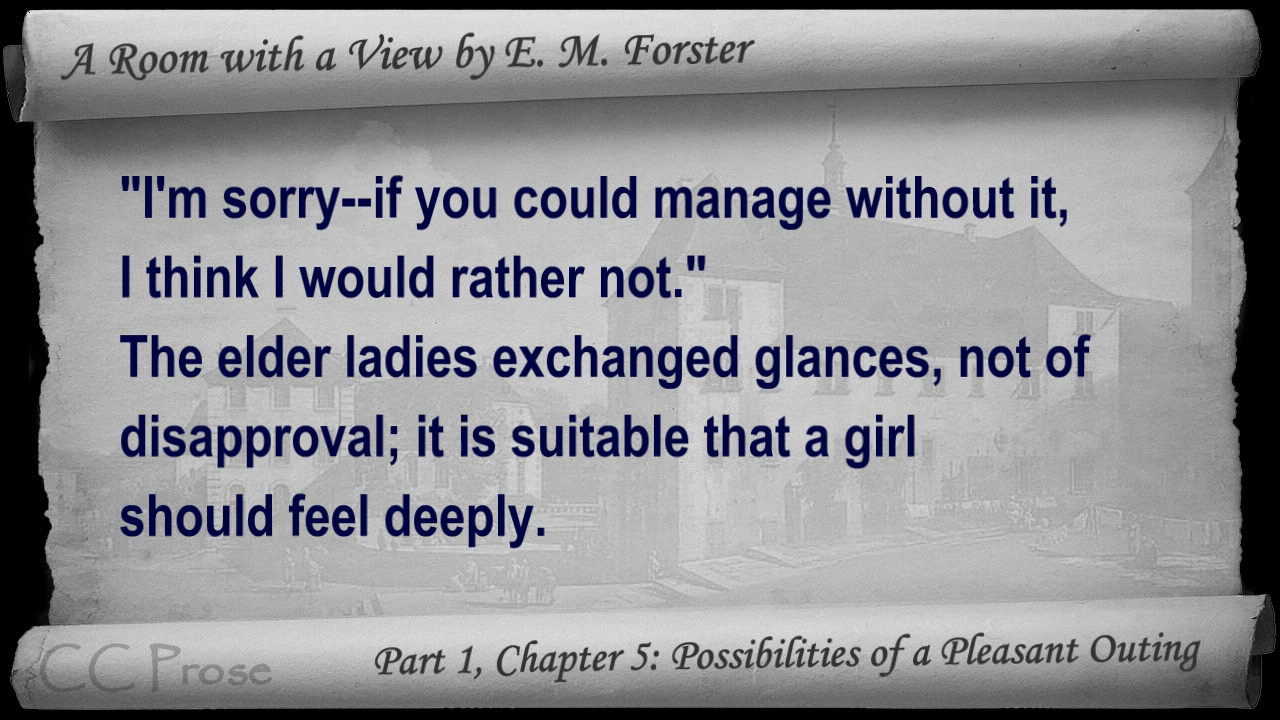 A Room with a View by E. M. Forster
"I'm sorry--if you could manage without it,
I think I would rather not."
The elder ladies exchanged glances, not of
disapproval; it is suitable that a girl
should feel deeply.
CC Prose
Part 1, Chapter 5: Possibilities of a Pleasant Outing